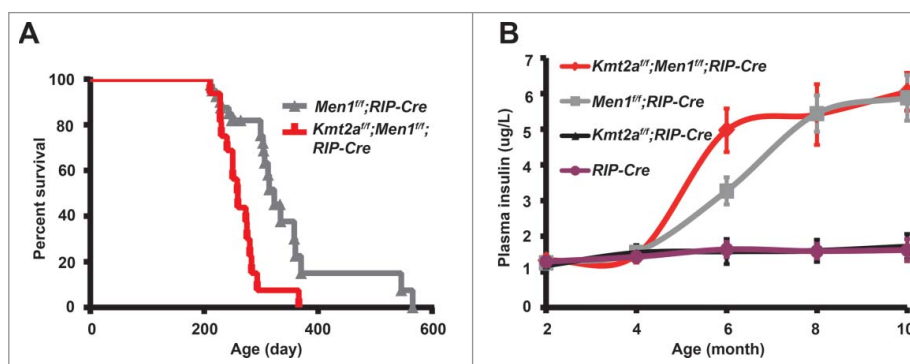 A
Percent survival
100
80
60
40
20
0
0 200 400 600
Age (day)
Men1f/f;RIP-Cre
Kmt2af/f;Men1f/f;
RIP-Cre
B
Plasma insulin (ug/L)
7
6
5
4
3
2
1
0
2 4 6 8 10
Age (month)
Kmt2af/f;Men1f/f;RIP-Cre
Men1f/f;RIP-Cre
Kmt2af/f;RIP-Cre
RIP-Cre